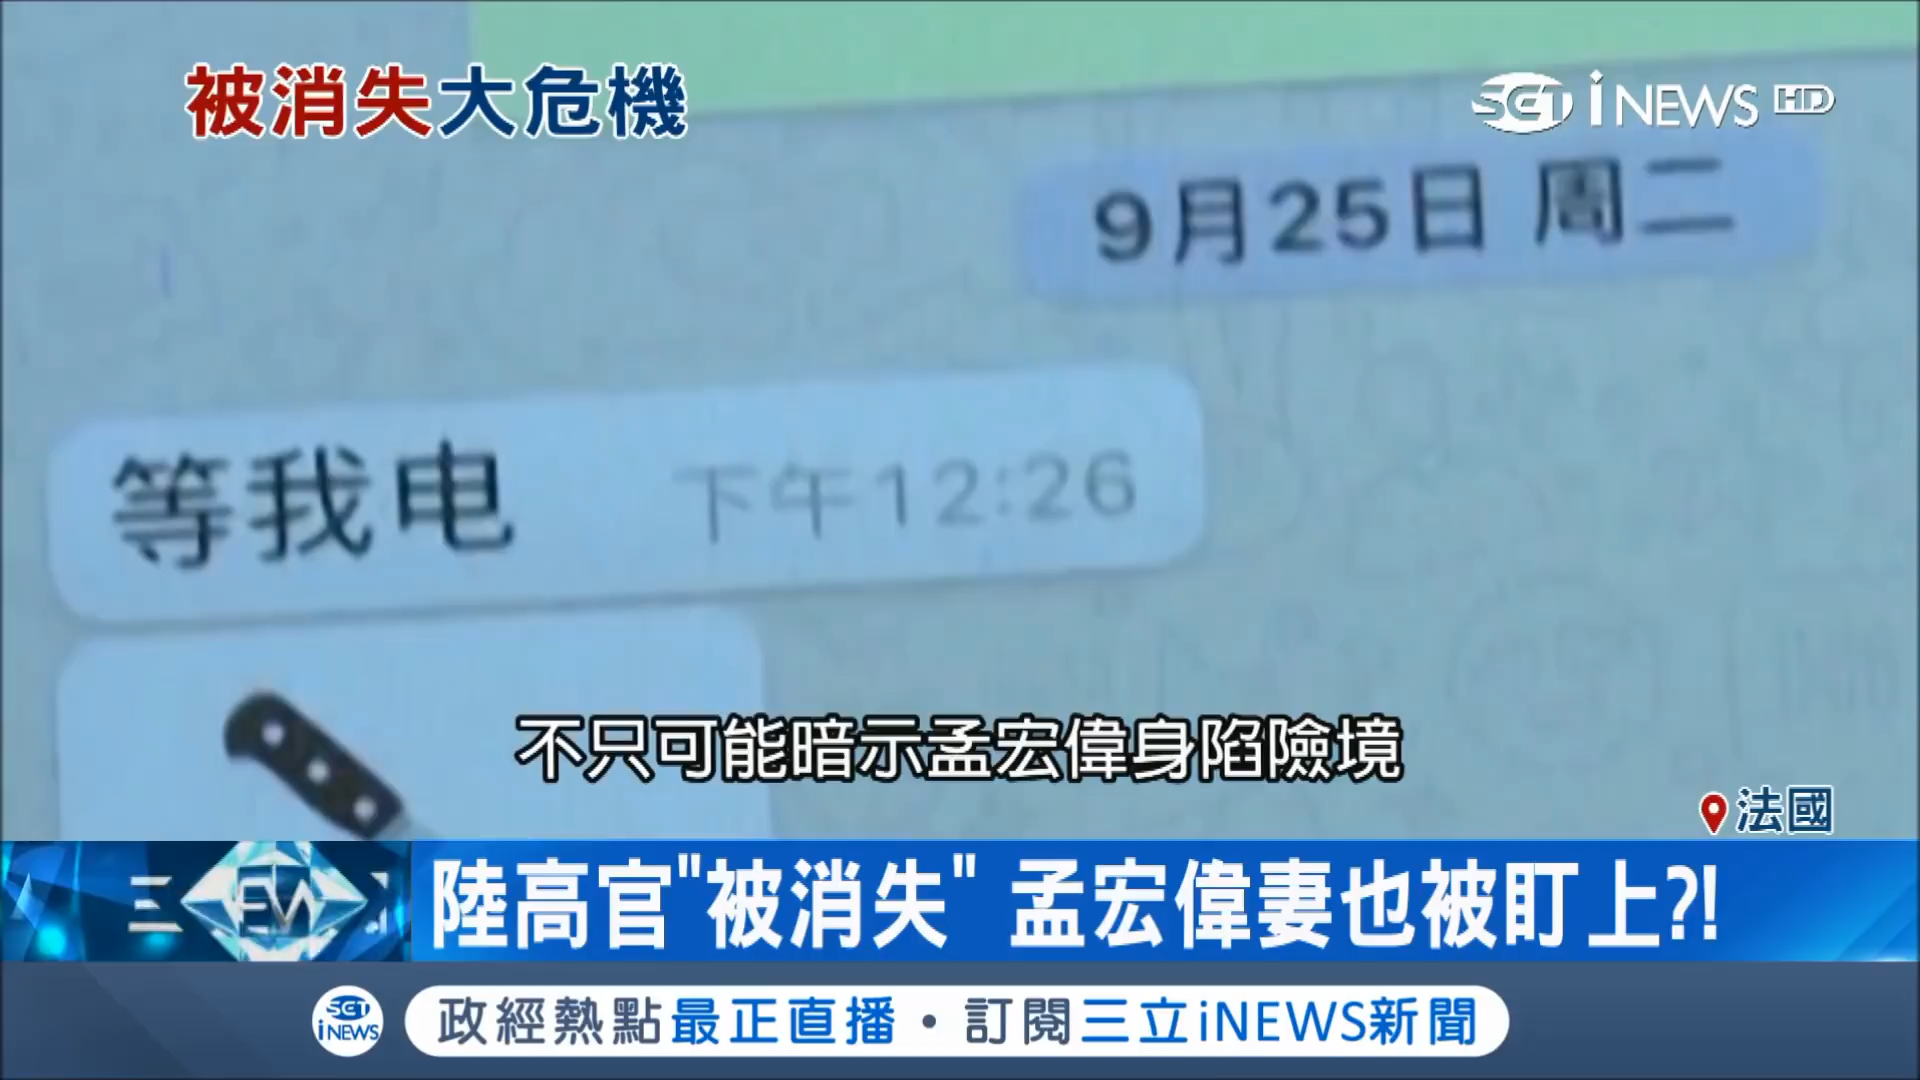 被消失大危機
SET iNEWS HD
9月25日 周二
等我电 下午12:26
不只可能暗示孟宏偉身陷險境
法國
陸高官"被消失" 孟宏偉妻也被盯上?!
SET iNEWS
政經熱點最正直播・訂閱三立iNEWS新聞